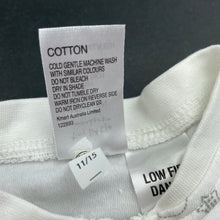 COTTON
COLD GENTLE MACHINE WASH
WITH SIMILAR COLOURS
DO NOT BLEACH
DRY IN SHADE
DO NOT TUMBLE DRY
WARM IRON ON REVERSE SIDE
DO NOT DRYCLEAN
Kmart Australia Limited
11/15
LOW FI
DAN